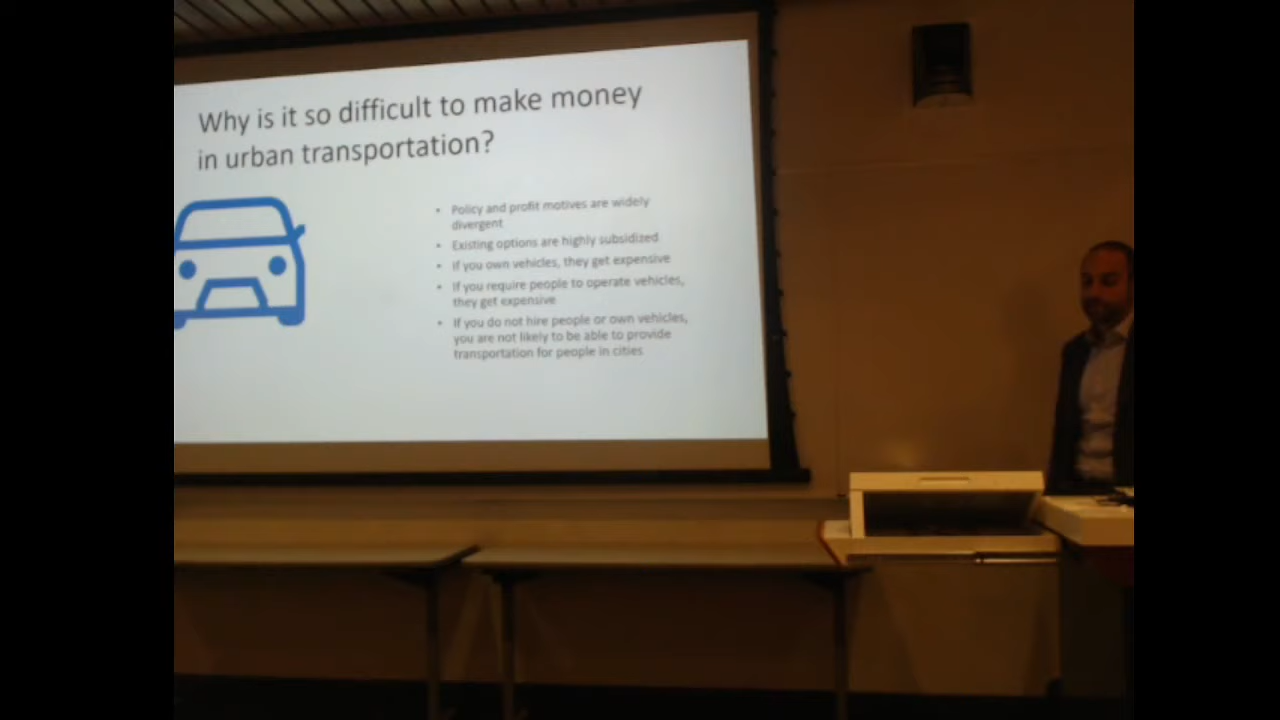 Why is it so difficult to make money
in urban transportation?
• Policy and profit motives are widely
divergent
• Existing options are highly subsidized
• If you own vehicles, they get expensive
• If you require people to operate vehicles,
they get expensive
• If you do not hire people or own vehicles,
you are not likely to be able to provide
transportation for people in cities